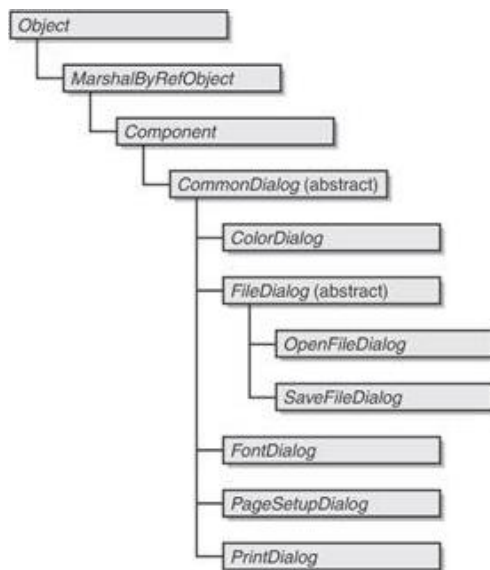 Object
MarshalByRefObject
Component
CommonDialog (abstract)
ColorDialog
FileDialog (abstract)
OpenFileDialog
SaveFileDialog
FontDialog
PageSetupDialog
PrintDialog